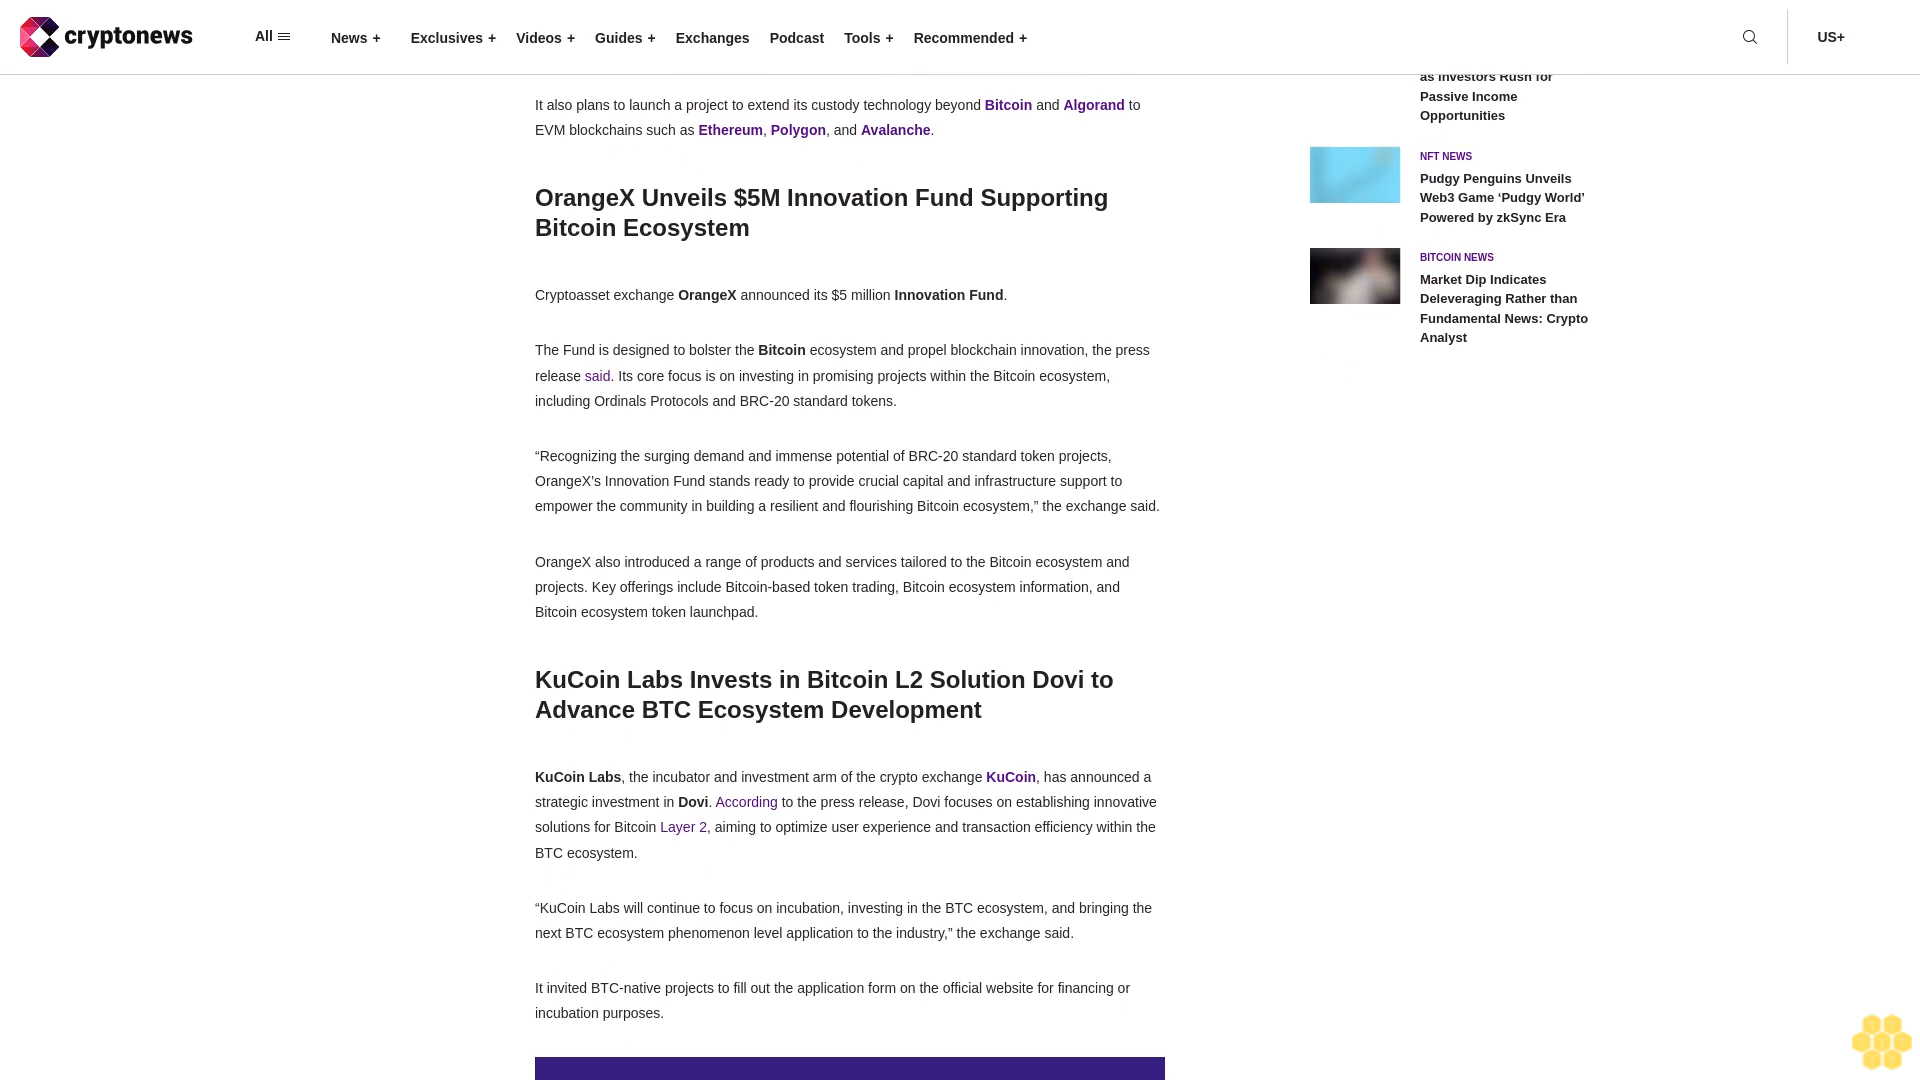 cryptonews
All
News +
Exclusives +
Videos +
Guides +
Exchanges
Podcast
Tools +
Recommended +
US+
It also plans to launch a project to extend its custody technology beyond Bitcoin and Algorand to
EVM blockchains such as Ethereum, Polygon, and Avalanche.
OrangeX Unveils $5M Innovation Fund Supporting
Bitcoin Ecosystem
Cryptoasset exchange OrangeX announced its $5 million Innovation Fund.
The Fund is designed to bolster the Bitcoin ecosystem and propel blockchain innovation, the press
release said. Its core focus is on investing in promising projects within the Bitcoin ecosystem,
including Ordinals Protocols and BRC-20 standard tokens.
“Recognizing the surging demand and immense potential of BRC-20 standard token projects,
OrangeX’s Innovation Fund stands ready to provide crucial capital and infrastructure support to
empower the community in building a resilient and flourishing Bitcoin ecosystem,” the exchange said.
OrangeX also introduced a range of products and services tailored to the Bitcoin ecosystem and
projects. Key offerings include Bitcoin-based token trading, Bitcoin ecosystem information, and
Bitcoin ecosystem token launchpad.
KuCoin Labs Invests in Bitcoin L2 Solution Dovi to
Advance BTC Ecosystem Development
KuCoin Labs, the incubator and investment arm of the crypto exchange KuCoin, has announced a
strategic investment in Dovi. According to the press release, Dovi focuses on establishing innovative
solutions for Bitcoin Layer 2, aiming to optimize user experience and transaction efficiency within the
BTC ecosystem.
“KuCoin Labs will continue to focus on incubation, investing in the BTC ecosystem, and bringing the
next BTC ecosystem phenomenon level application to the industry,” the exchange said.
It invited BTC-native projects to fill out the application form on the official website for financing or
incubation purposes.
as Investors Rush for
Passive Income
Opportunities
NFT NEWS
Pudgy Penguins Unveils
Web3 Game ‘Pudgy World’
Powered by zkSync Era
BITCOIN NEWS
Market Dip Indicates
Deleveraging Rather than
Fundamental News: Crypto
Analyst